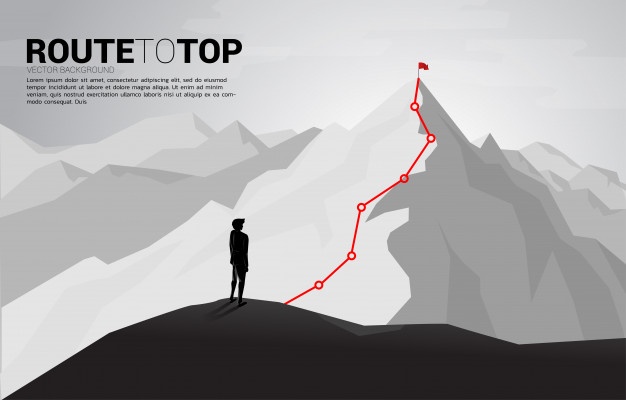 ROUTETOTOP
VECTOR BACKGROUND
Lorem ipsum dolor sit amet, consectetur adipiscing elit, sed do eiusmod
tempor incididunt ut labore et dolore magna aliqua. Ut enim ad minim
veniam, quis nostrud exercitation ullamco laboris nisi ut aliquip ex ea com-
modo consequat. Duis